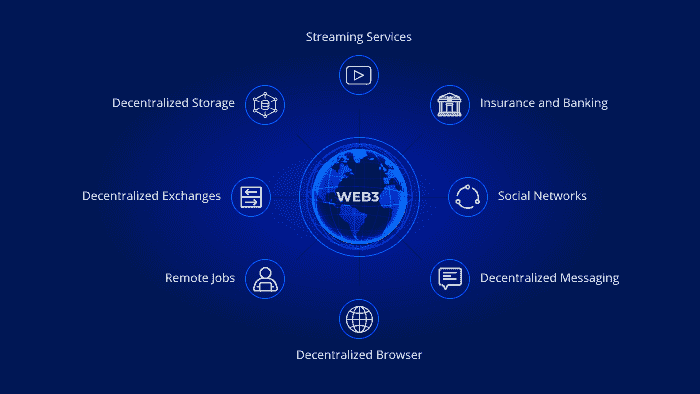 Streaming Services
Decentralized Storage
Insurance and Banking
Decentralized Exchanges
WEB3
Social Networks
Remote Jobs
Decentralized Messaging
Decentralized Browser